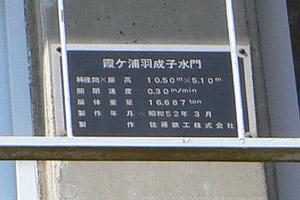 霞ケ浦羽成子水門
純径間×扉高 10.50m×5.10m
開閉速度 0.30m/min
扉体重量 16.687ton
製作年月 昭和52年3月
製作 佐藤鉄工株式会社